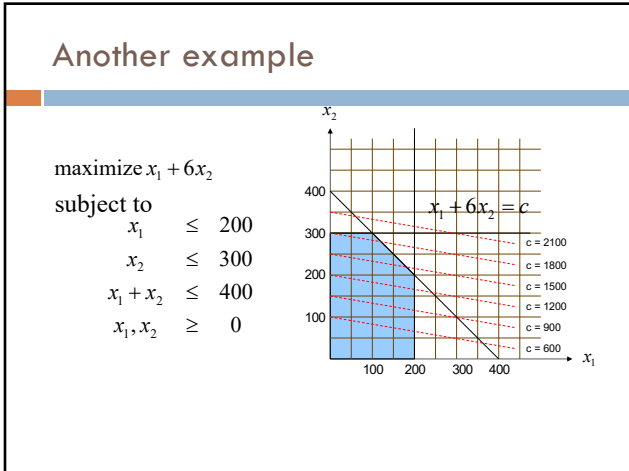 Another example
maximize x₁ + 6x₂
subject to
x₁ ≤ 200
x₂ ≤ 300
x₁ + x₂ ≤ 400
x₁, x₂ ≥ 0
x₂
400
300
200
100
x₁ + 6x₂ = c
c = 2100
c = 1800
c = 1500
c = 1200
c = 900
c = 600
x₁
100 200 300 400